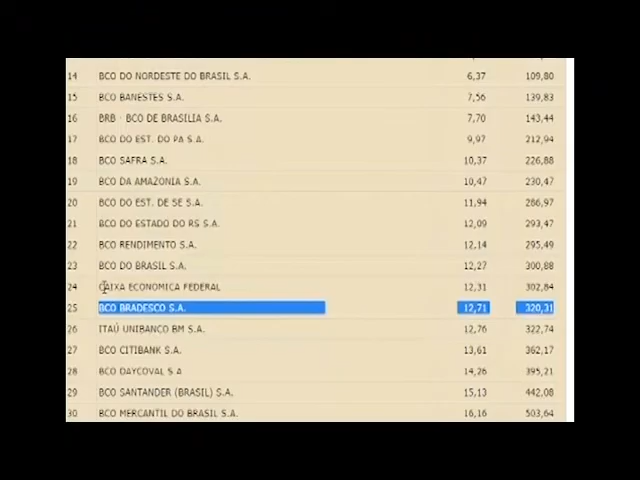 14 BCO DO NORDESTE DO BRASIL S.A. 6,37 109,80
15 BCO BANESTES S.A. 7,56 139,83
16 BRB - BCO DE BRASILIA S.A. 7,70 143,44
17 BCO DO EST. DO PA S.A. 9,97 212,94
18 BCO SAFRA S.A. 10,37 226,88
19 BCO DA AMAZONIA S.A. 10,47 230,47
20 BCO DO EST. DE SE S.A. 11,94 286,97
21 BCO DO ESTADO DO RS S.A. 12,09 293,47
22 BCO RENDIMENTO S.A. 12,14 295,49
23 BCO DO BRASIL S.A. 12,27 300,88
24 CAIXA ECONOMICA FEDERAL 12,31 302,84
25 BCO BRADESCO S.A. 12,71 320,31
26 ITAÚ UNIBANCO BM S.A. 12,76 322,74
27 BCO CITIBANK S.A. 13,61 362,17
28 BCO DAYCOVAL S.A 14,26 395,21
29 BCO SANTANDER (BRASIL) S.A. 15,13 442,08
30 BCO MERCANTIL DO BRASIL S.A. 16,16 503,64